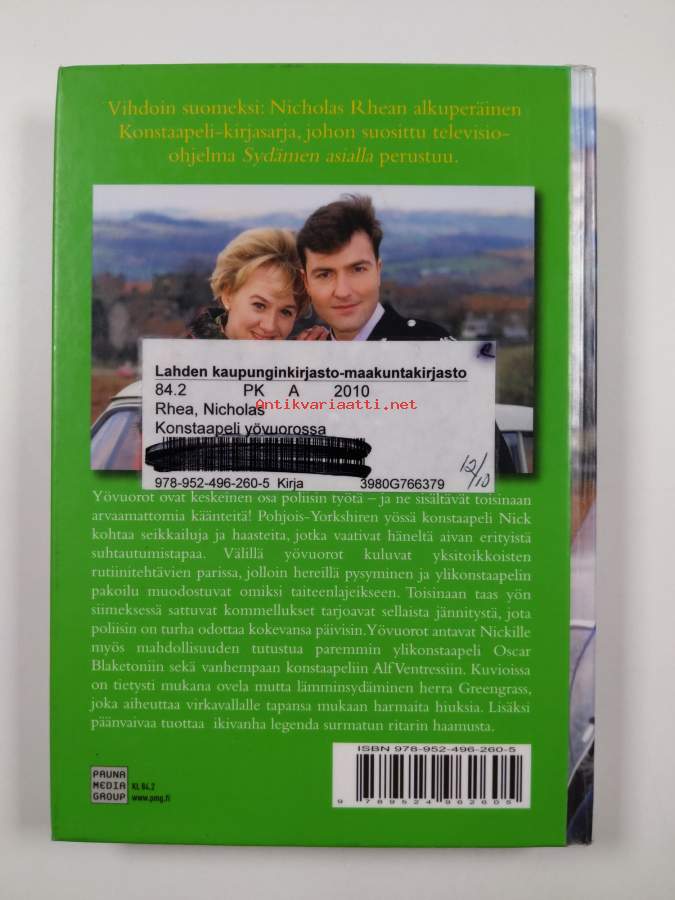 Vihdoin suomeksi: Nicholas Rhean alkuperäinen
Konstaapeli-kirjasarja, johon suosittu televisio-
ohjelma Sydämen asialla perustuu.
Lahden kaupunginkirjasto-maakuntakirjasto
84.2 PK A 2010
Antikvariaatti.net
Rhea, Nicholas
Konstaapeli yövuorossa
978-952-496-260-5 Kirja 3980G766379
12/10
Yövuorot ovat keskeinen osa poliisin työtä – ja ne sisältävät toisinaan
arvaamattomia käänteitä! Pohjois-Yorkshiren yössä konstaapeli Nick
kohtaa seikkailuja ja haasteita, jotka vaativat häneltä aivan erityistä
suhtautumistapaa. Välillä yövuorot kuluvat yksitoikkoisten
rutiinitehtävien parissa, jolloin hereillä pysyminen ja ylikonstaapelin
pakoilu muodostuvat omiksi taiteenlajeikseen. Toisinaan taas yön
siimeksessä sattuvat kommellukset tarjoavat sellaista jännitystä, jota
poliisin on turha odottaa kokevansa päivisin. Yövuorot antavat Nickille
myös mahdollisuuden tutustua paremmin ylikonstaapeli Oscar
Blaketoniin sekä vanhempaan konstaapeliin Alf Ventressiin. Kuvioissa
on tietysti mukana ovela mutta lämminsydäminen herra Greengrass,
joka aiheuttaa virkavallalle tapansa mukaan harmaita hiuksia. Lisäksi
päänvaivaa tuottaa ikivanha legenda surmatun ritarin haamusta.
ISBN 978-952-496-260-5
9 789524 962605
PAUNA
MEDIA
GROUP
KL 84.2
www.pmg.fi